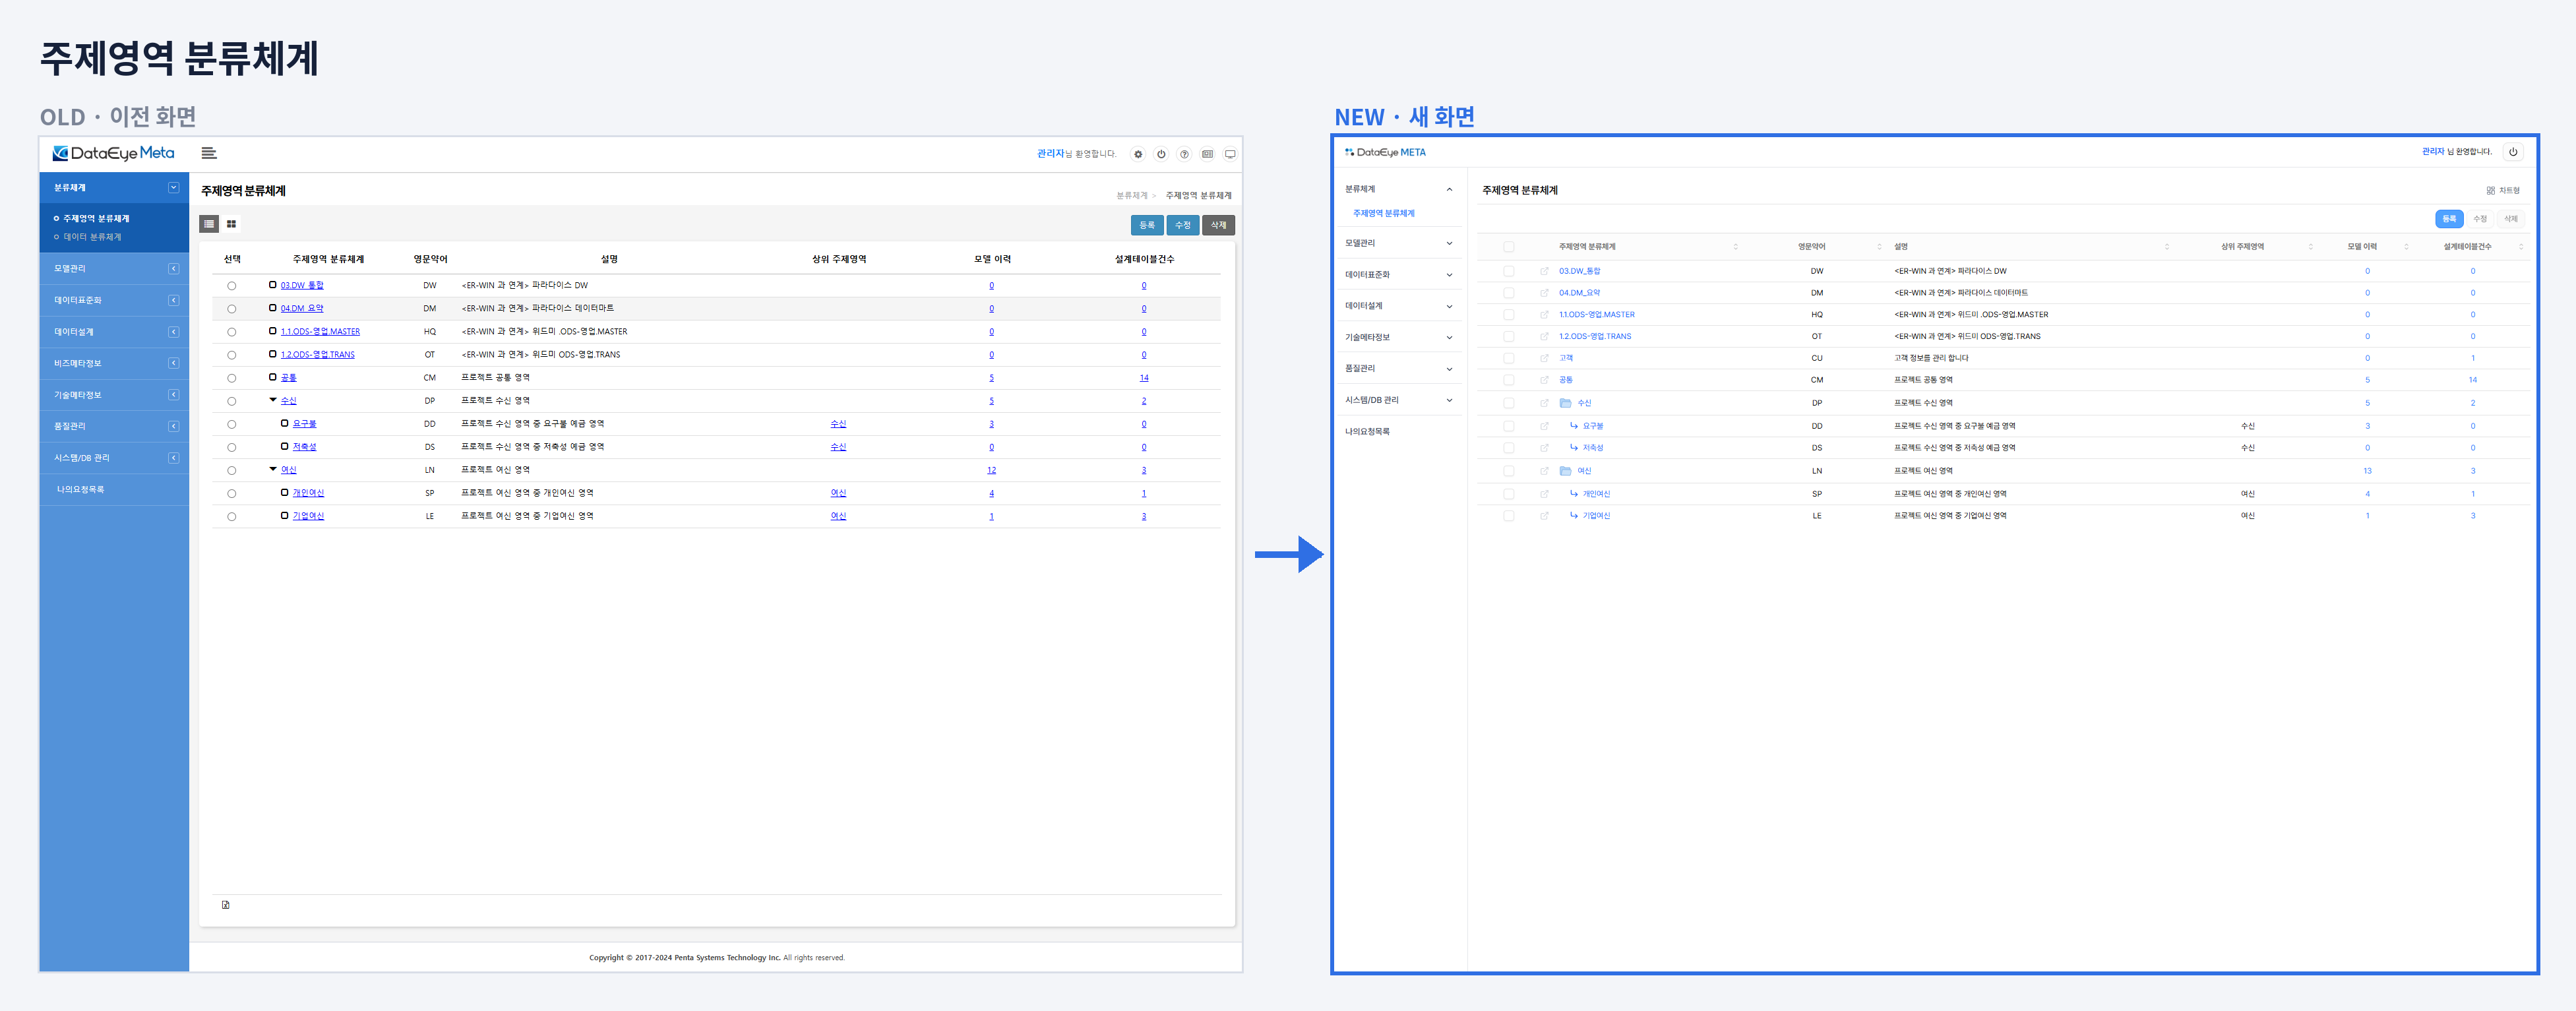 주제영역 분류체계
OLD · 이전 화면
DataEye Meta
관리자님 환영합니다.
분류체계
주제영역 분류체계
데이터 분류체계
모델관리
데이터표준화
데이터설계
비즈메타정보
기술메타정보
품질관리
시스템/DB 관리
나의요청목록
주제영역 분류체계
분류체계 > 주제영역 분류체계
등록 수정 삭제
선택 주제영역 분류체계 영문약어 설명 상위 주제영역 모델 이력 설계테이블건수
03.DW_통합 DW <ER-WIN 과 연계> 파라다이스 DW 0 0
04.DM_요약 DM <ER-WIN 과 연계> 파라다이스 데이터마트 0 0
1.1.ODS-영업.MASTER HQ <ER-WIN 과 연계> 위드미 .ODS-영업.MASTER 0 0
1.2.ODS-영업.TRANS OT <ER-WIN 과 연계> 위드미 ODS-영업.TRANS 0 0
공통 CM 프로젝트 공통 영역 5 14
수신 DP 프로젝트 수신 영역 5 2
요구불 DD 프로젝트 수신 영역 중 요구불 예금 영역 수신 3 0
저축성 DS 프로젝트 수신 영역 중 저축성 예금 영역 수신 0 0
여신 LN 프로젝트 여신 영역 12 3
개인여신 SP 프로젝트 여신 영역 중 개인여신 영역 여신 4 1
기업여신 LE 프로젝트 여신 영역 중 기업여신 영역 여신 1 3
Copyright © 2017-2024 Penta Systems Technology Inc. All rights reserved.
NEW · 새 화면
DataEye META
관리자 님 환영합니다.
분류체계
주제영역 분류체계
모델관리
데이터표준화
데이터설계
기술메타정보
품질관리
시스템/DB 관리
나의요청목록
주제영역 분류체계
차트형
등록 수정 삭제
주제영역 분류체계 영문약어 설명 상위 주제영역 모델 이력 설계테이블건수
03.DW_통합 DW <ER-WIN 과 연계> 파라다이스 DW 0 0
04.DM_요약 DM <ER-WIN 과 연계> 파라다이스 데이터마트 0 0
1.1.ODS-영업.MASTER HQ <ER-WIN 과 연계> 위드미 .ODS-영업.MASTER 0 0
1.2.ODS-영업.TRANS OT <ER-WIN 과 연계> 위드미 ODS-영업.TRANS 0 0
고객 CU 고객 정보를 관리 합니다 0 1
공통 CM 프로젝트 공통 영역 5 14
수신 DP 프로젝트 수신 영역 5 2
요구불 DD 프로젝트 수신 영역 중 요구불 예금 영역 수신 3 0
저축성 DS 프로젝트 수신 영역 중 저축성 예금 영역 수신 0 0
여신 LN 프로젝트 여신 영역 13 3
개인여신 SP 프로젝트 여신 영역 중 개인여신 영역 여신 4 1
기업여신 LE 프로젝트 여신 영역 중 기업여신 영역 여신 1 3